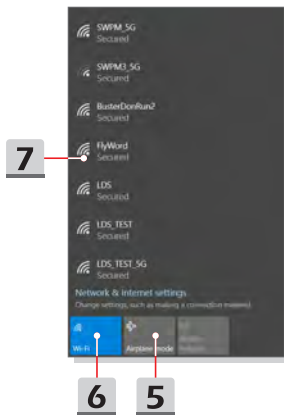 SWPM_5G
Secured
SWPM3_5G
Secured
BusterDonRun2
Secured
7
FlyWord
Secured
LDS
Secured
LDS_TEST
Secured
LDS_TEST_5G
Secured
Network & Internet settings
Change settings, such as making a connection metered.
Wi-Fi
Airplane mode
6
5